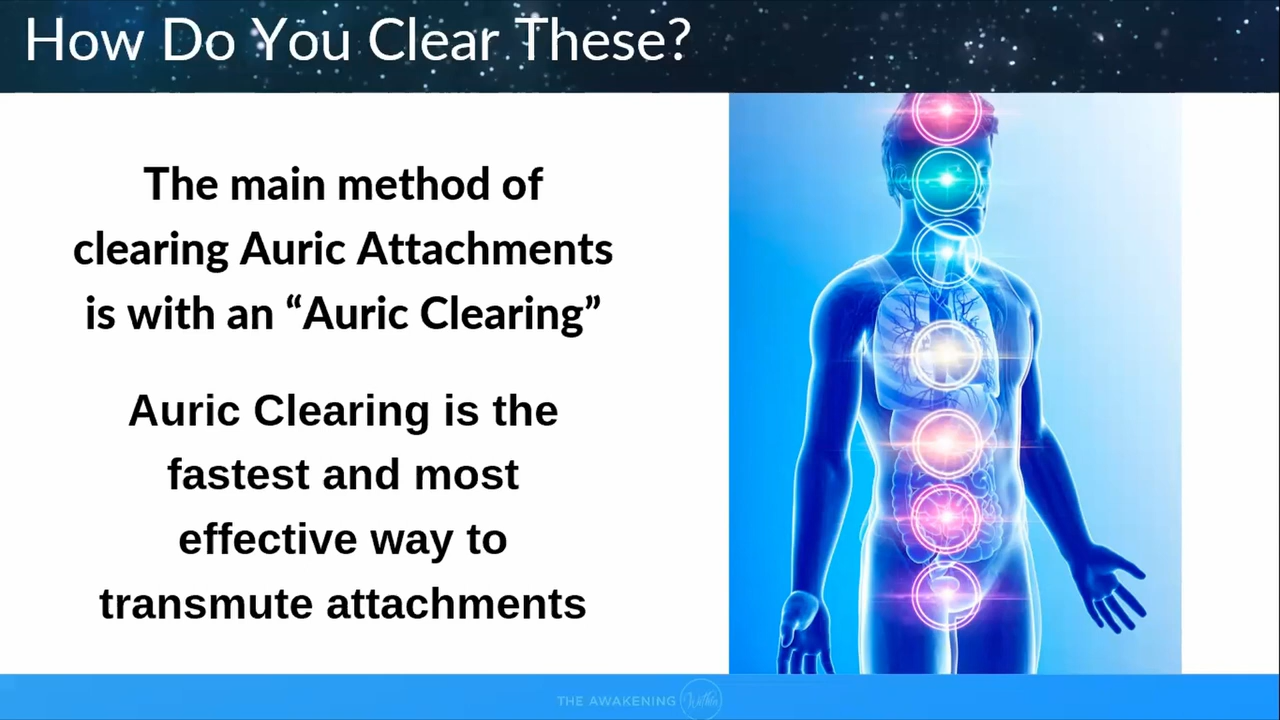 How Do You Clear These?
The main method of
clearing Auric Attachments
is with an “Auric Clearing”
Auric Clearing is the
fastest and most
effective way to
transmute attachments
THE AWAKENING Within